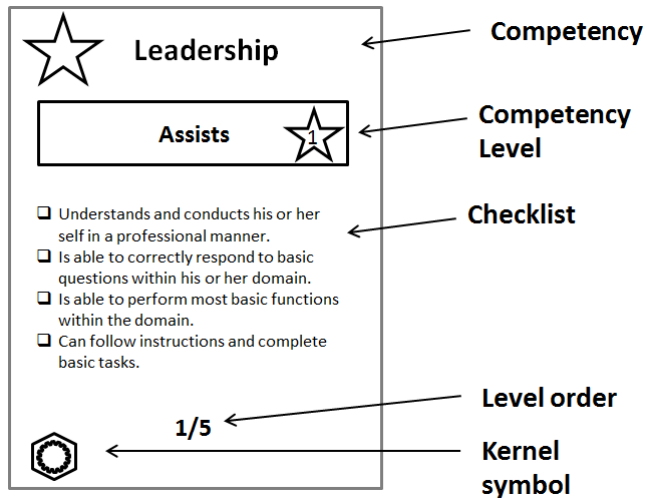 Leadership
Competency
Assists
1
Competency
Level
❑ Understands and conducts his or her
self in a professional manner.
❑ Is able to correctly respond to basic
questions within his or her domain.
❑ Is able to perform most basic functions
within the domain.
❑ Can follow instructions and complete
basic tasks.
Checklist
1/5
Level order
Kernel
symbol